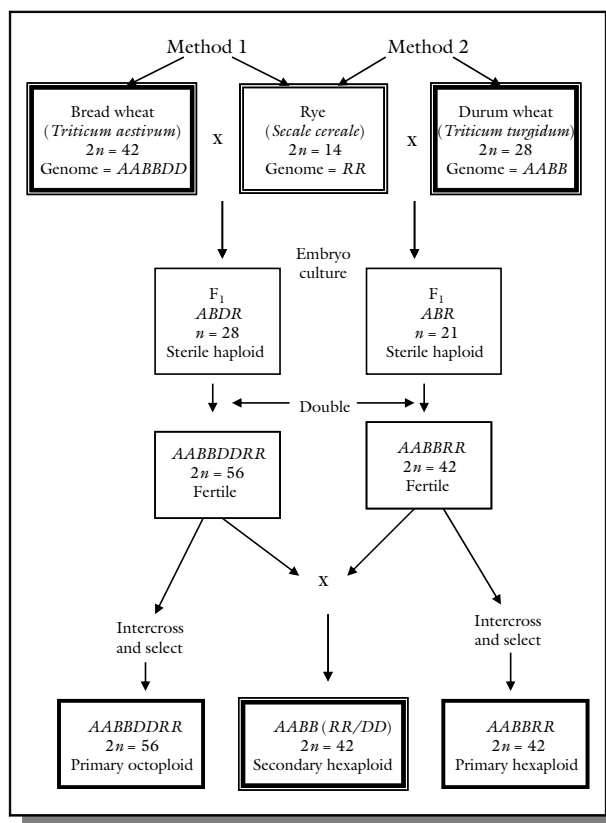 Method 1
Method 2
Bread wheat
(Triticum aestivum)
2n = 42
Genome = AABBDD
x
Rye
(Secale cereale)
2n = 14
Genome = RR
x
Durum wheat
(Triticum turgidum)
2n = 28
Genome = AABB
Embryo
culture
F1
ABDR
n = 28
Sterile haploid
F1
ABR
n = 21
Sterile haploid
Double
AABBDDRR
2n = 56
Fertile
AABBRR
2n = 42
Fertile
x
Intercross
and select
Intercross
and select
AABBDDRR
2n = 56
Primary octoploid
AABB (RR/DD)
2n = 42
Secondary hexaploid
AABBRR
2n = 42
Primary hexaploid